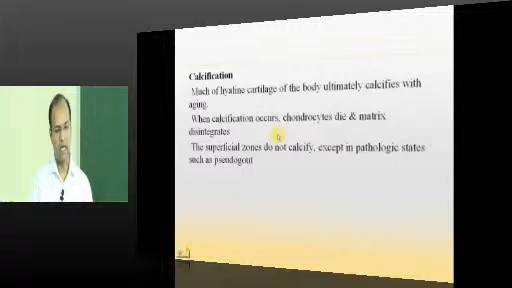 Calcification
Much of hyaline cartilage of the body ultimately calcifies with
aging.
When calcification occurs, chondrocytes die & matrix
disintegrates
The superficial zones do not calcify, except in pathologic states
such as pseudogout